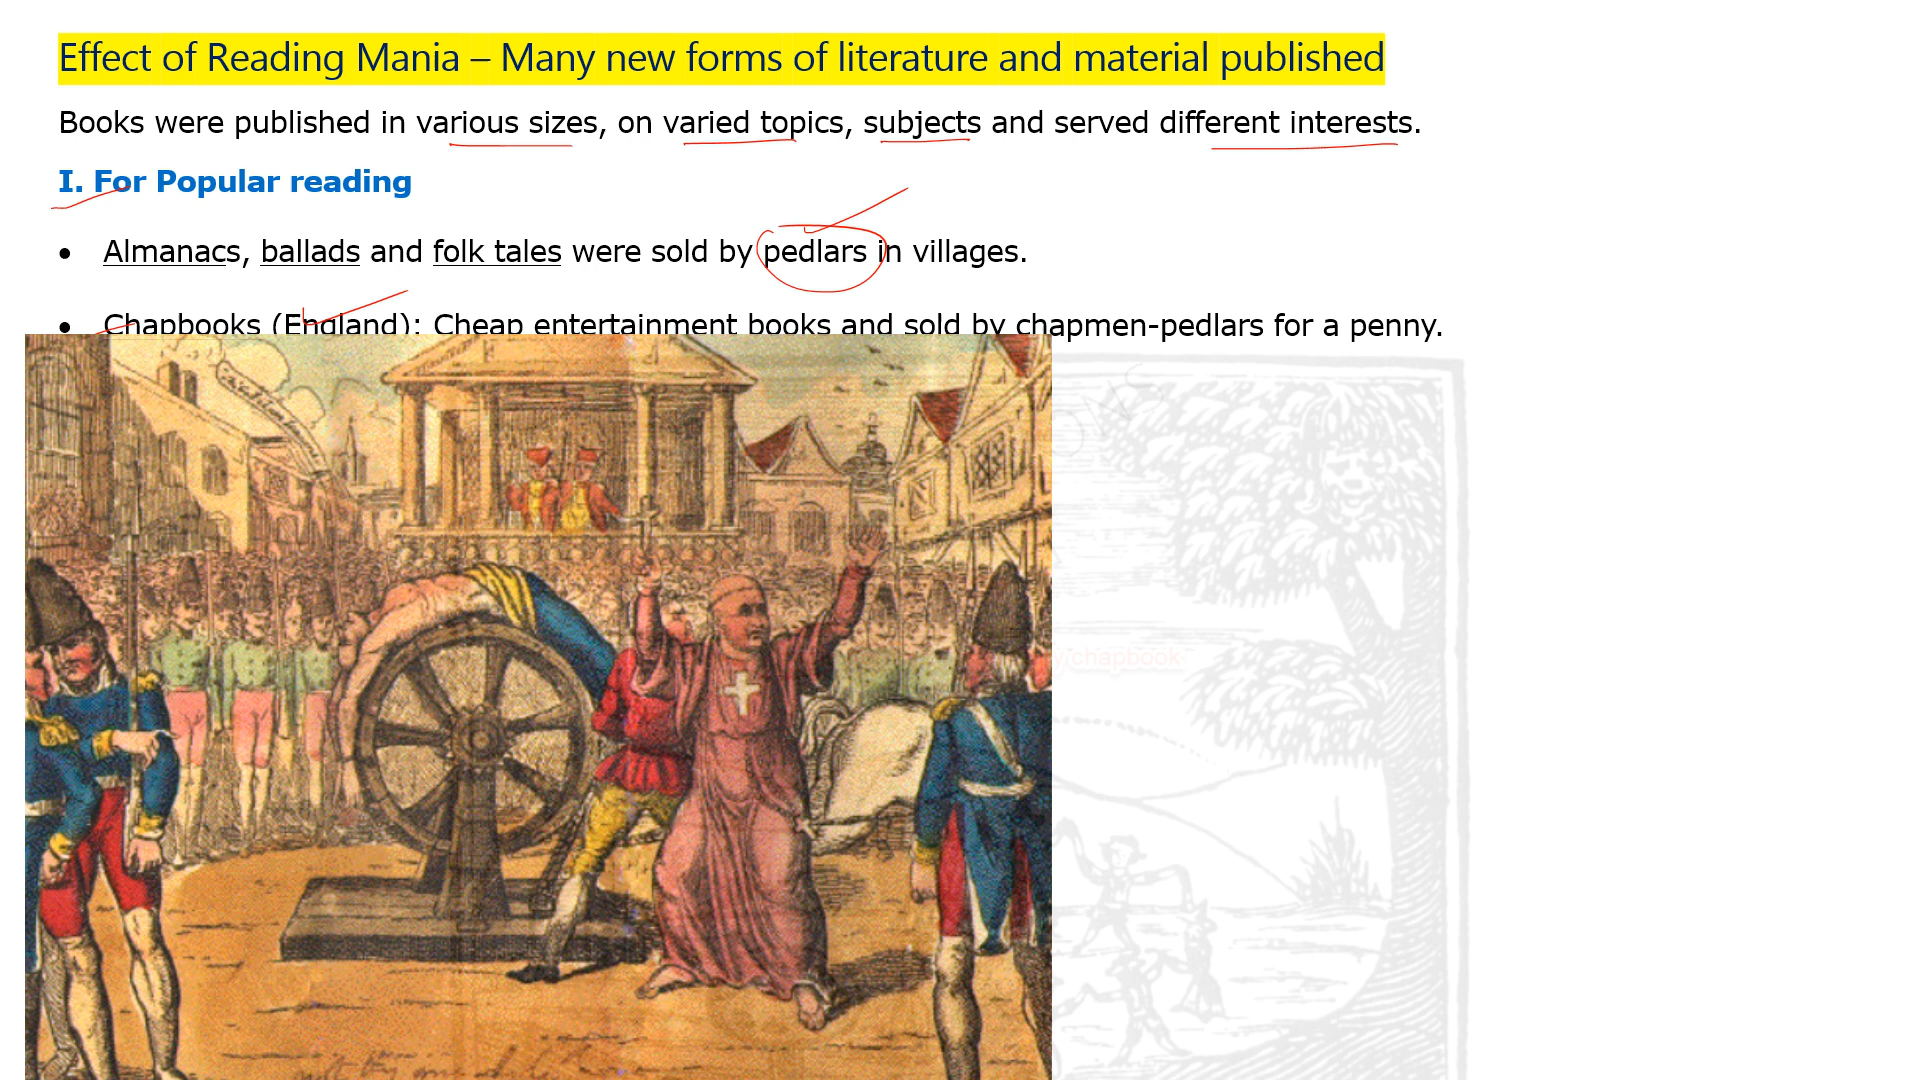 Effect of Reading Mania – Many new forms of literature and material published
Books were published in various sizes, on varied topics, subjects and served different interests.
I. For Popular reading
• Almanacs, ballads and folk tales were sold by pedlars in villages.
• Chapbooks (England): Cheap entertainment books and sold by chapmen-pedlars for a penny.
/chapbook